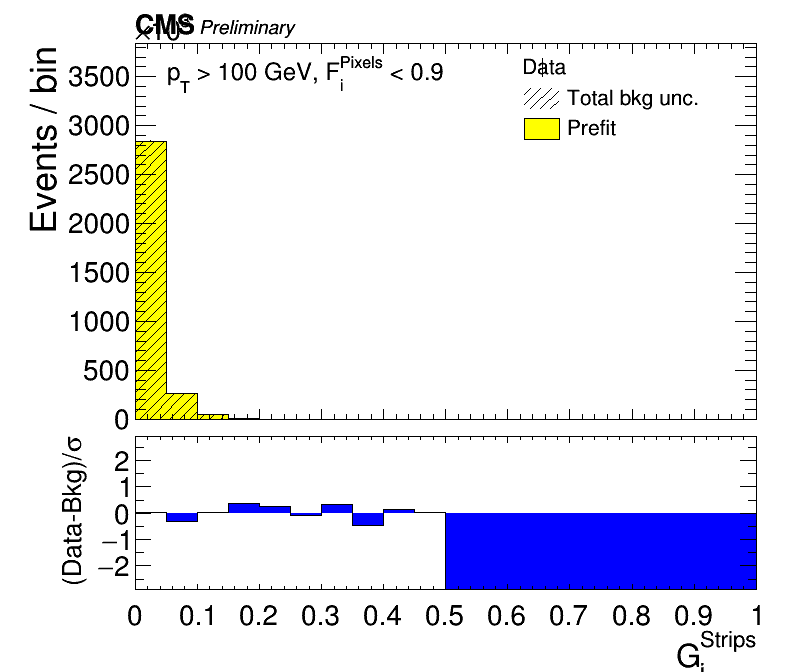 CMS Preliminary
×10³
Events / bin
3500
3000
2500
2000
1500
1000
500
0
p_T > 100 GeV, F_i^Pixels < 0.9
Data
Total bkg unc.
Prefit
(Data-Bkg)/σ
2
1
0
−1
−2
0 0.1 0.2 0.3 0.4 0.5 0.6 0.7 0.8 0.9 1
G_i^Strips